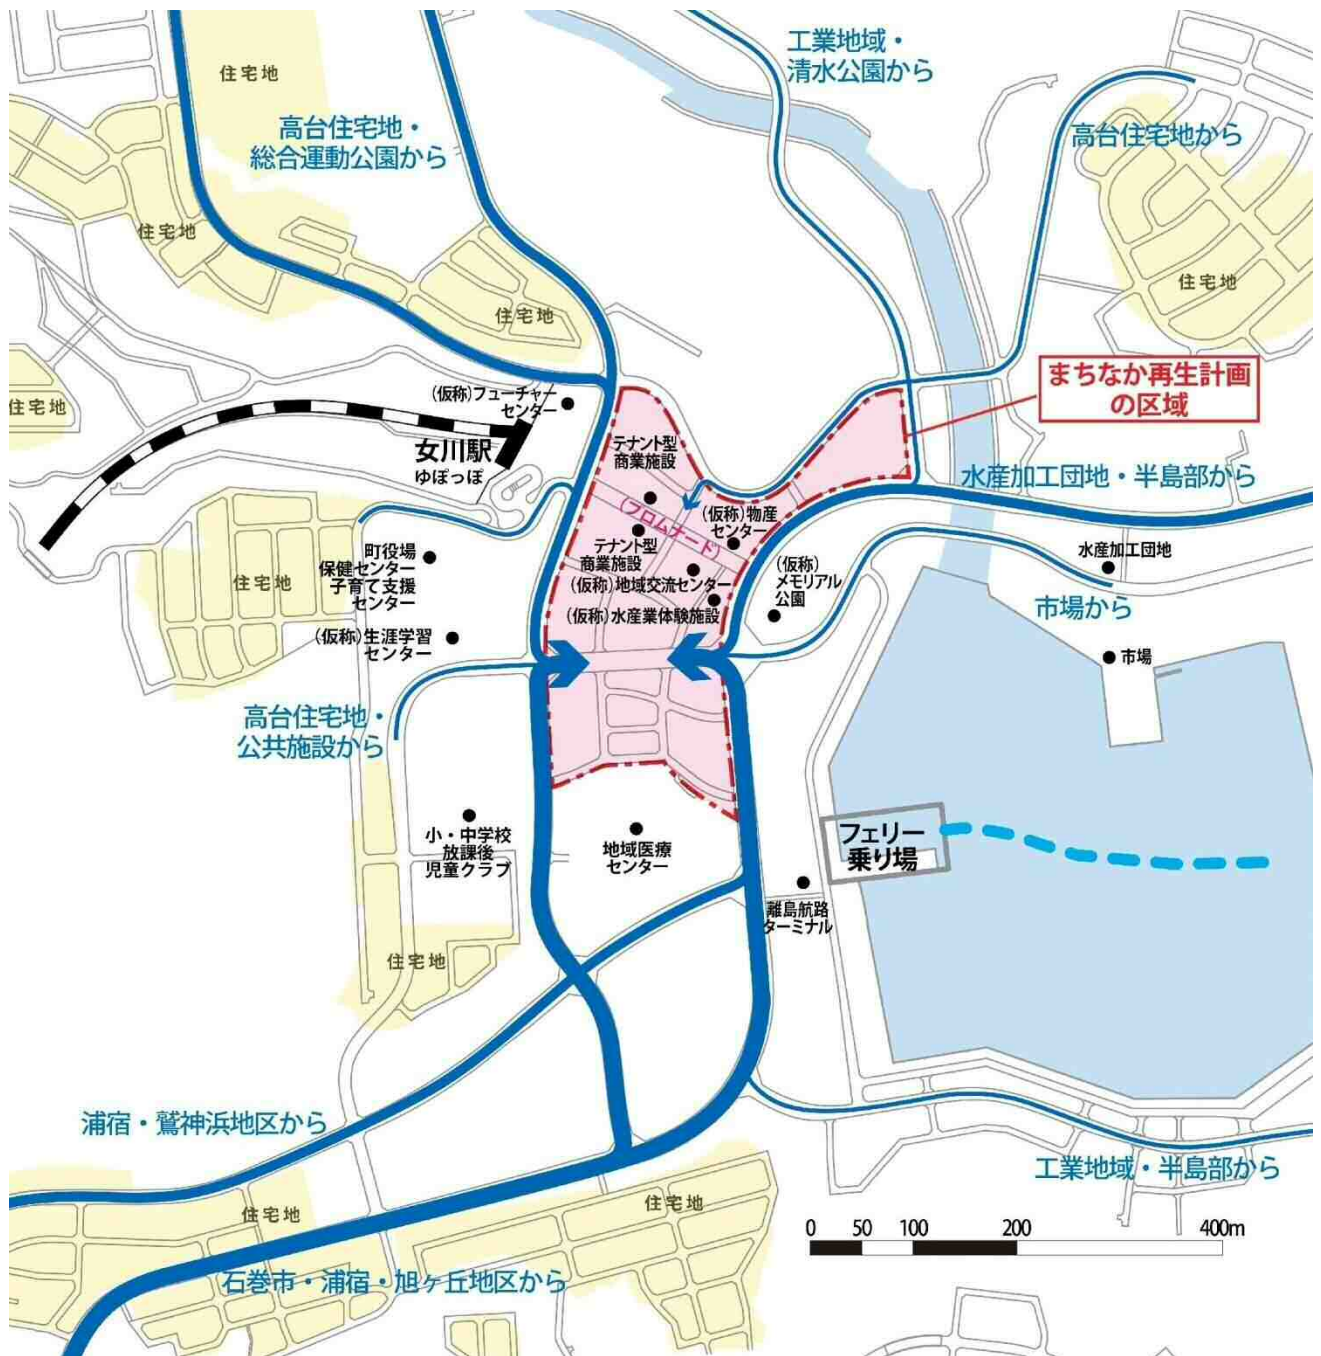 工業地域・
清水公園から
住宅地
高台住宅地・
総合運動公園から
高台住宅地から
住宅地
住宅地
住宅地
まちなか再生計画
の区域
(仮称)フューチャー
センター
住宅地
女川駅
ゆぽっぽ
テナント型
商業施設
水産加工団地・半島部から
(プロムナード)
(仮称)物産
センター
テナント型
商業施設
町役場
保健センター
子育て支援
センター
住宅地
(仮称)地域交流センター
(仮称)
メモリアル
公園
水産加工団地
(仮称)水産業体験施設
市場から
(仮称)生涯学習
センター
市場
高台住宅地・
公共施設から
小・中学校
放課後
児童クラブ
地域医療
センター
フェリー
乗り場
離島航路
ターミナル
住宅地
浦宿・鷲神浜地区から
工業地域・半島部から
住宅地
住宅地
0 50 100 200 400m
石巻市・浦宿・旭ヶ丘地区から